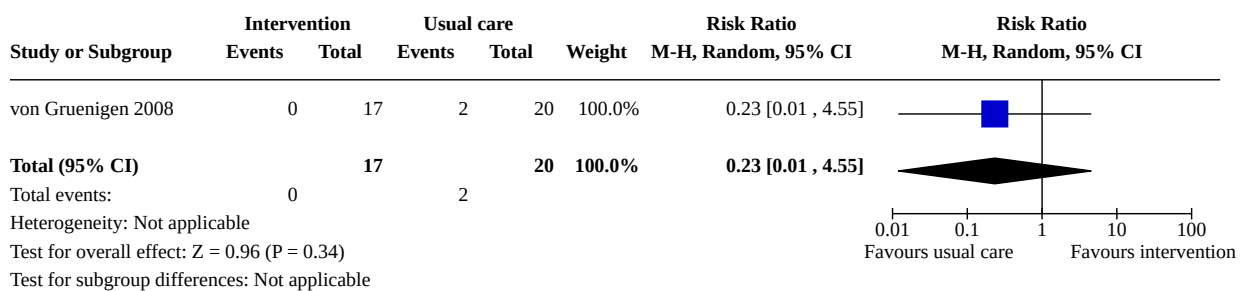 Intervention Usual care Risk Ratio Risk Ratio
Study or Subgroup Events Total Events Total Weight M-H, Random, 95% CI M-H, Random, 95% CI
von Gruenigen 2008 0 17 2 20 100.0% 0.23 [0.01 , 4.55]
Total (95% CI) 17 20 100.0% 0.23 [0.01 , 4.55]
Total events: 0 2
Heterogeneity: Not applicable
0.01 0.1 1 10 100
Test for overall effect: Z = 0.96 (P = 0.34) Favours usual care Favours intervention
Test for subgroup differences: Not applicable